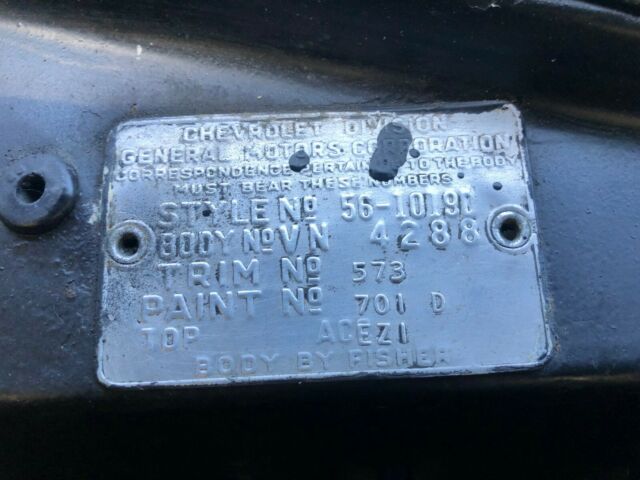 CHEVROLET DIVISION
GENERAL MOTORS CORPORATION
CORRESPONDENCE PERTAINING TO THE BODY
MUST BEAR THESE NUMBERS
STYLE Nº 56-1019D
BODY Nº VN 4288
TRIM Nº 573
PAINT Nº 701 D
TOP ACEZ1
BODY BY FISHER